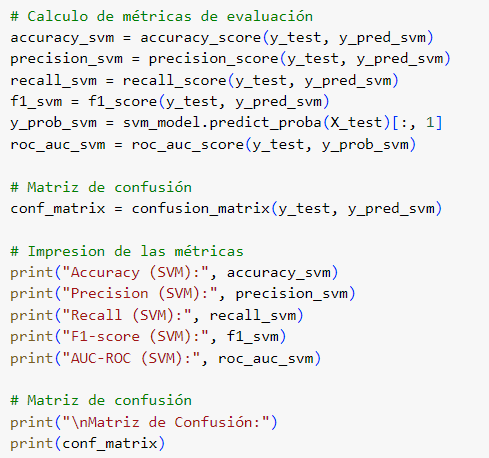 # Calculo de métricas de evaluación
accuracy_svm = accuracy_score(y_test, y_pred_svm)
precision_svm = precision_score(y_test, y_pred_svm)
recall_svm = recall_score(y_test, y_pred_svm)
f1_svm = f1_score(y_test, y_pred_svm)
y_prob_svm = svm_model.predict_proba(X_test)[:, 1]
roc_auc_svm = roc_auc_score(y_test, y_prob_svm)

# Matriz de confusión
conf_matrix = confusion_matrix(y_test, y_pred_svm)

# Impresion de las métricas
print("Accuracy (SVM):", accuracy_svm)
print("Precision (SVM):", precision_svm)
print("Recall (SVM):", recall_svm)
print("F1-score (SVM):", f1_svm)
print("AUC-ROC (SVM):", roc_auc_svm)

# Matriz de confusión
print("\nMatriz de Confusión:")
print(conf_matrix)